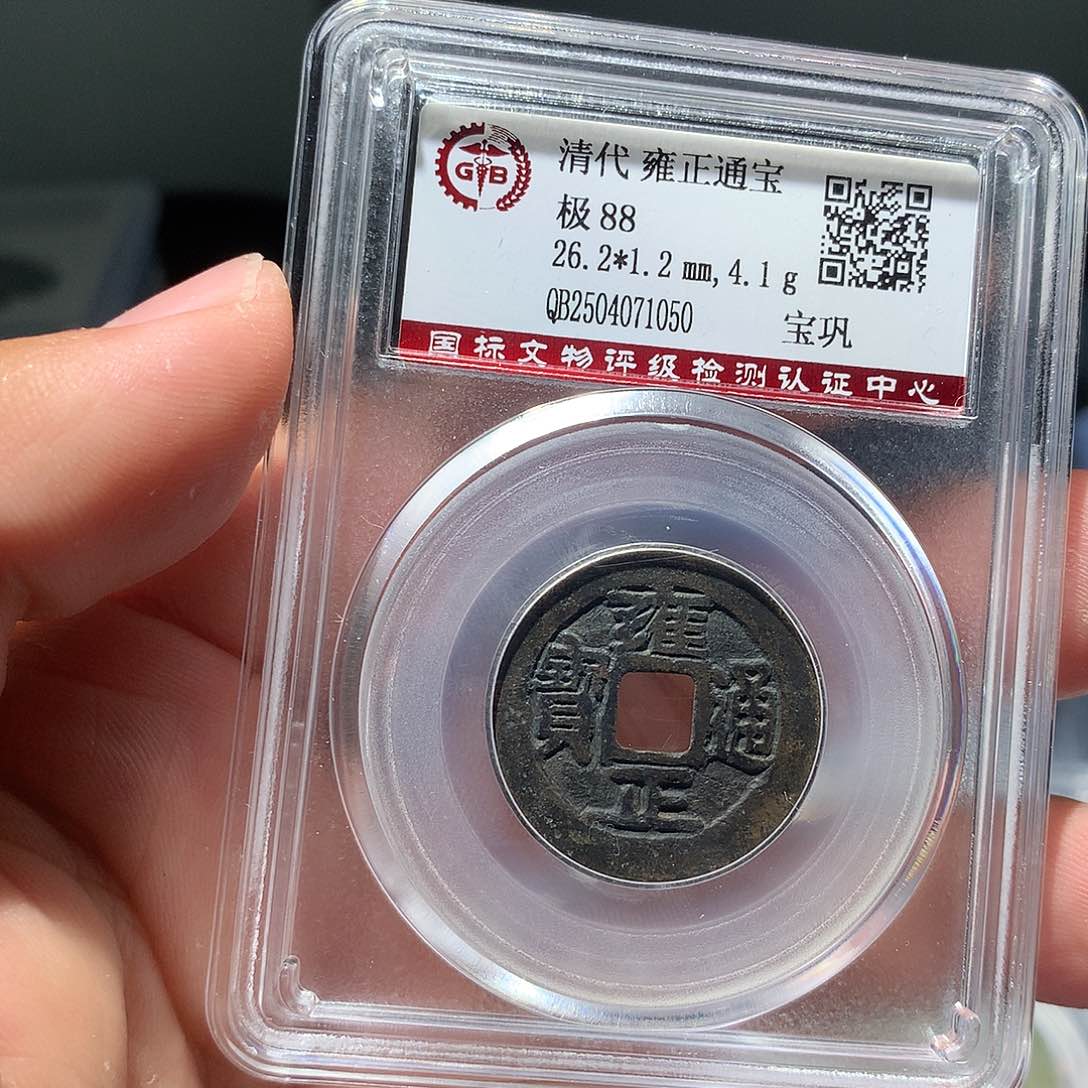 GB
清代 雍正通宝
极 88
26.2*1.2 mm, 4.1 g
QB2504071050
宝巩
国标文物评级检测认证中心
雍正通寶